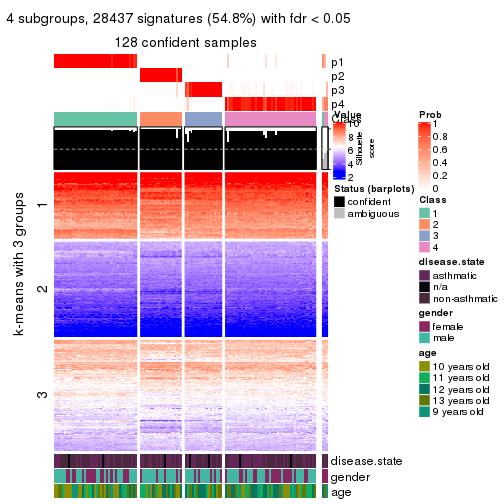 4 subgroups, 28437 signatures (54.8%) with fdr < 0.05
128 confident samples
p1
p2
p3
p4
Class
Silhouette
score
k-means with 3 groups
1
2
3
disease.state
gender
age
Value
10
8
6
4
2
Status (barplots)
confident
ambiguous
Prob
1
0.8
0.6
0.4
0.2
0
Class
1
2
3
4
disease.state
asthmatic
n/a
non-asthmatic
gender
female
male
age
10 years old
11 years old
12 years old
13 years old
9 years old